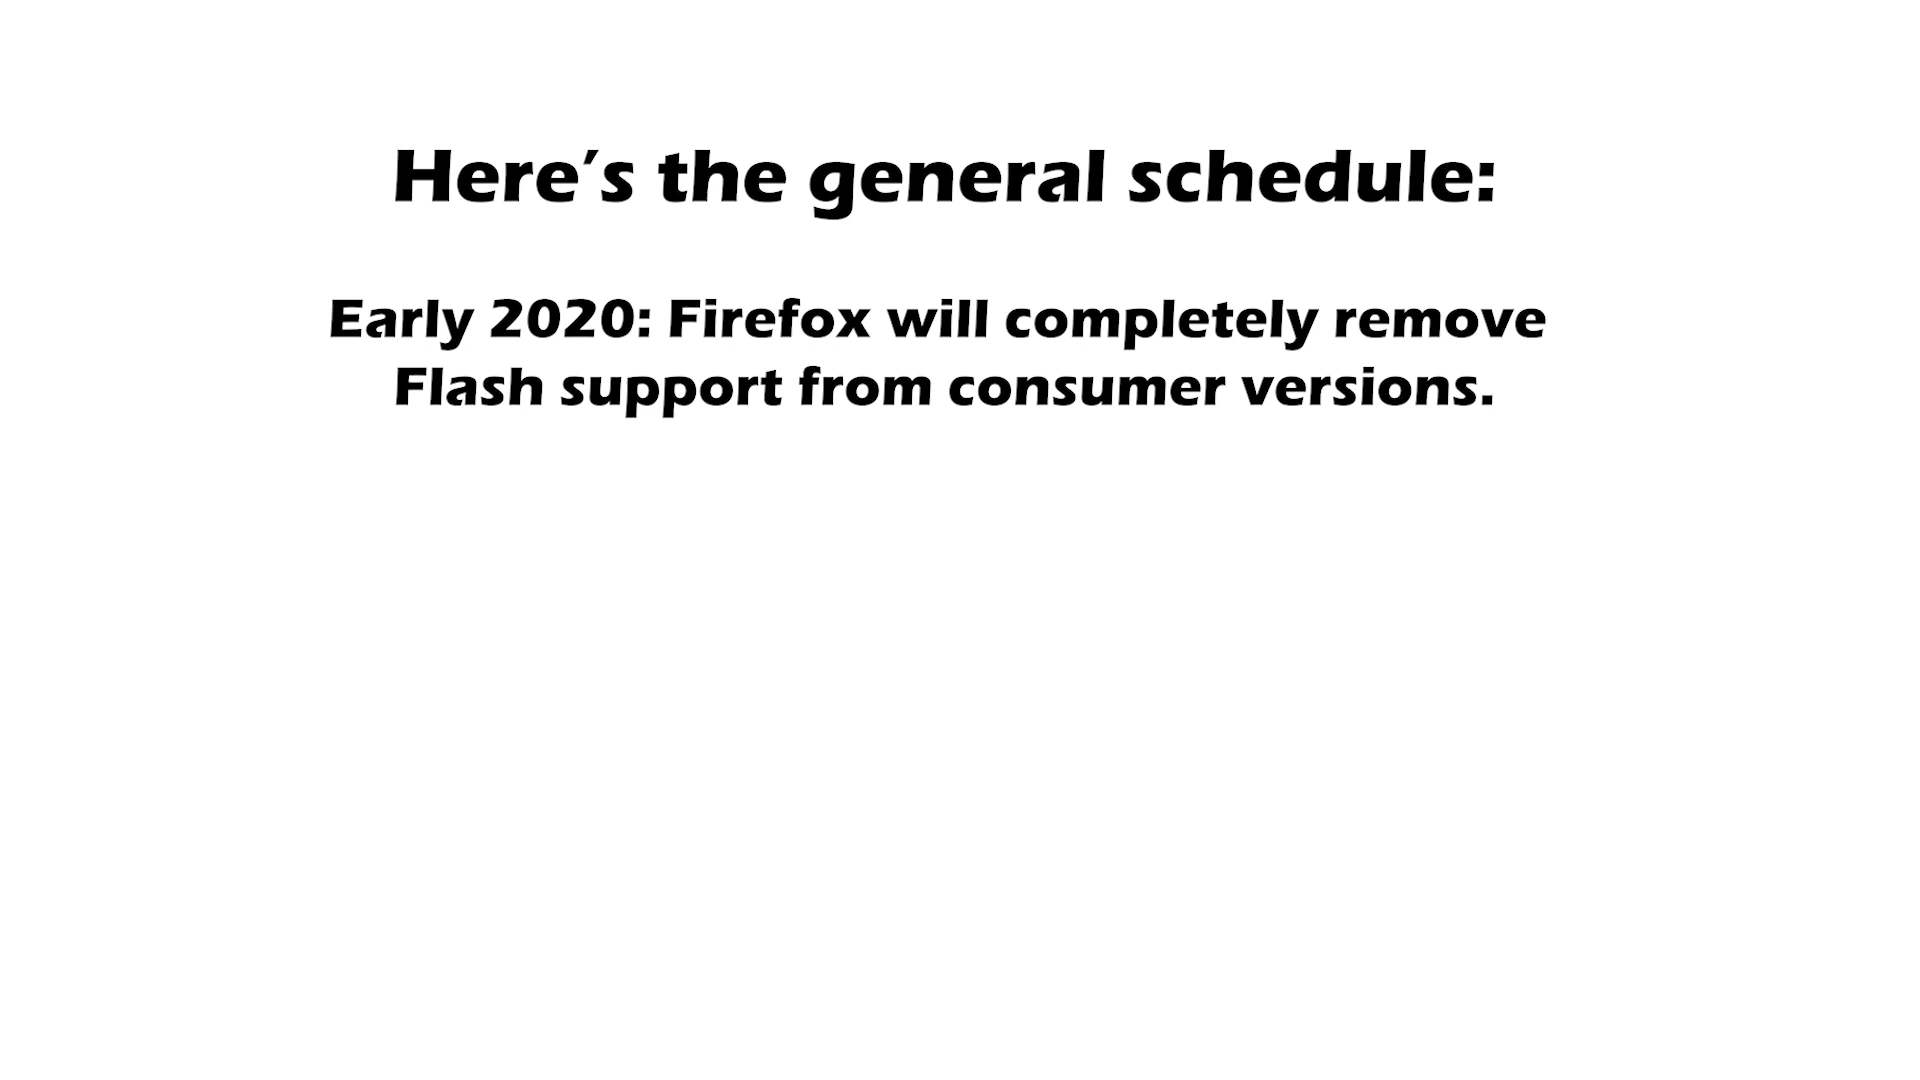 Here’s the general schedule:
Early 2020: Firefox will completely remove
Flash support from consumer versions.